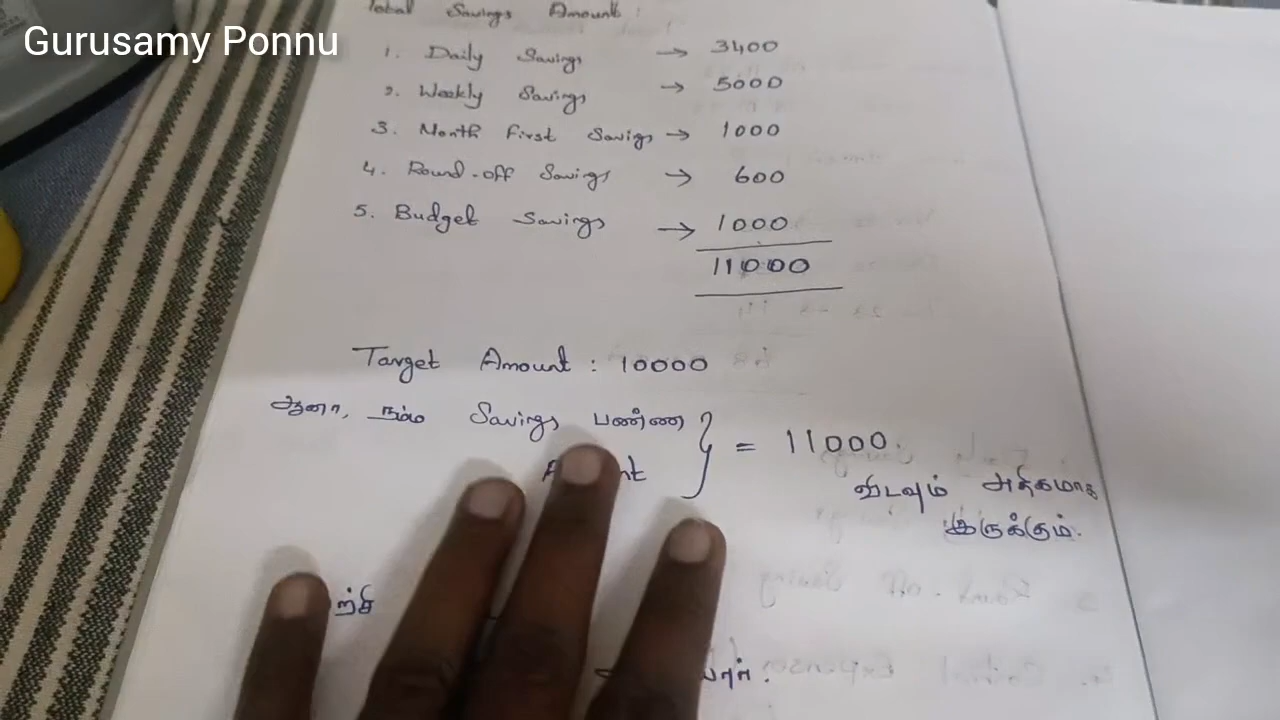 Gurusamy Ponnu
Total Savings Amount :
1. Daily Savings → 3400
2. Weekly Savings → 5000
3. Month First Savigs → 1000
4. Round-off Savings → 600
5. Budget Savings → 1000
11000
Target Amount : 10000
ஆனா, நம்ம Savings பண்ண } = 11000.
விடவும் அதிகமாக
இருக்கும்.